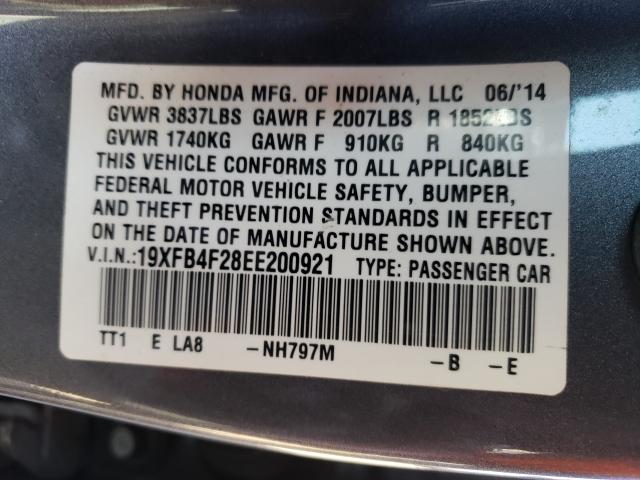 MFD. BY HONDA MFG. OF INDIANA, LLC 06/'14
GVWR 3837LBS GAWR F 2007LBS R 1852LBS
GVWR 1740KG GAWR F 910KG R 840KG
THIS VEHICLE CONFORMS TO ALL APPLICABLE
FEDERAL MOTOR VEHICLE SAFETY, BUMPER,
AND THEFT PREVENTION STANDARDS IN EFFECT
ON THE DATE OF MANUFACTURE SHOWN ABOVE.
V.I.N.:19XFB4F28EE200921 TYPE: PASSENGER CAR
TT1 E LA8 -NH797M -B -E